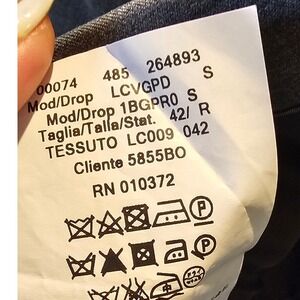 00074 485 264893
Mod/Drop LCVGPD S
Mod/Drop 1BGPR0 S
Taglia/Talla/Stat. 42/ R
TESSUTO LC009 042
Cliente 5855BO
RN 010372
P
P